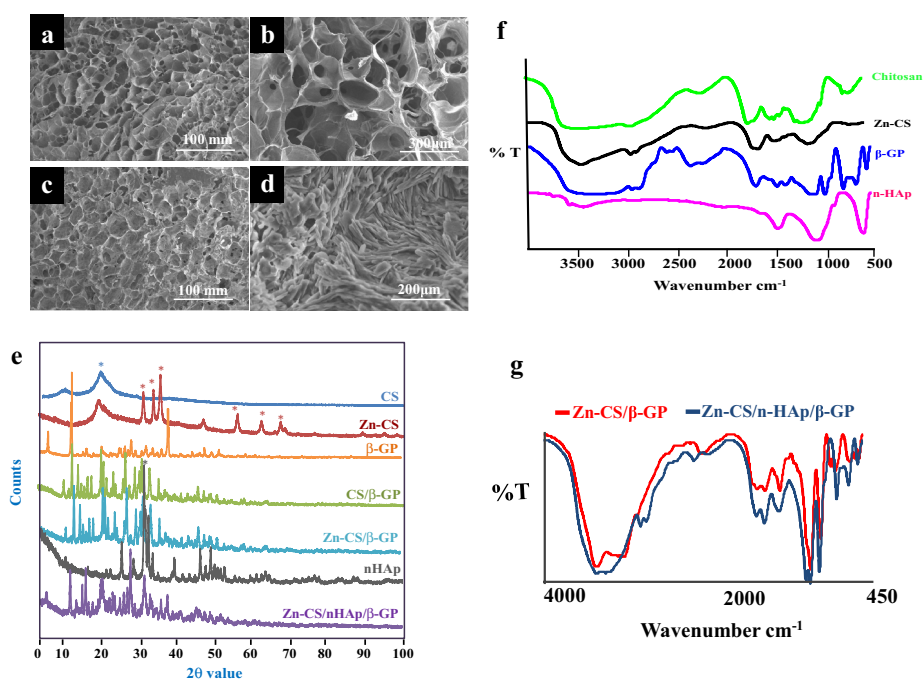 a
100 mm
b
300µm
c
100 mm
d
200µm
e
Counts
* CS
* * * * * * Zn-CS
β-GP
CS/β-GP
Zn-CS/β-GP
* nHAp
Zn-CS/nHAp/β-GP
0 10 20 30 40 50 60 70 80 90 100
2θ value
f
% T
Chitosan
Zn-CS
β-GP
n-HAp
3500 3000 2500 2000 1500 1000 500
Wavenumber cm-1
g
Zn-CS/β-GP Zn-CS/n-HAp/β-GP
%T
4000 2000 450
Wavenumber cm-1